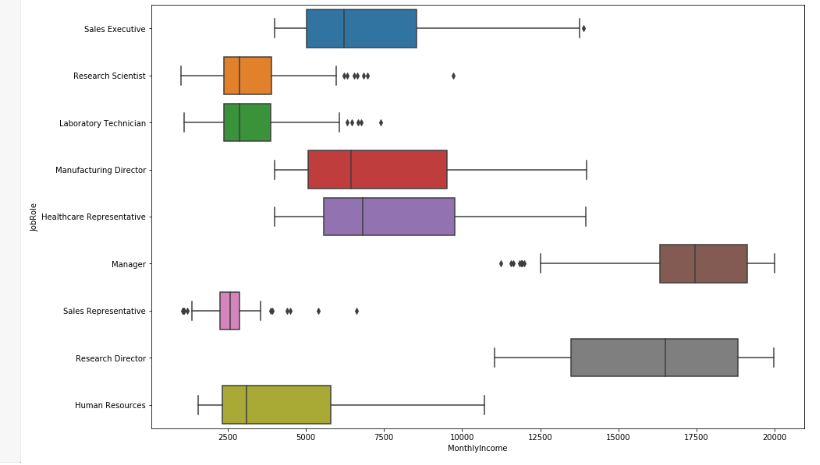 Sales Executive
Research Scientist
Laboratory Technician
Manufacturing Director
JobRole
Healthcare Representative
Manager
Sales Representative
Research Director
Human Resources
2500 5000 7500 10000 12500 15000 17500 20000
MonthlyIncome